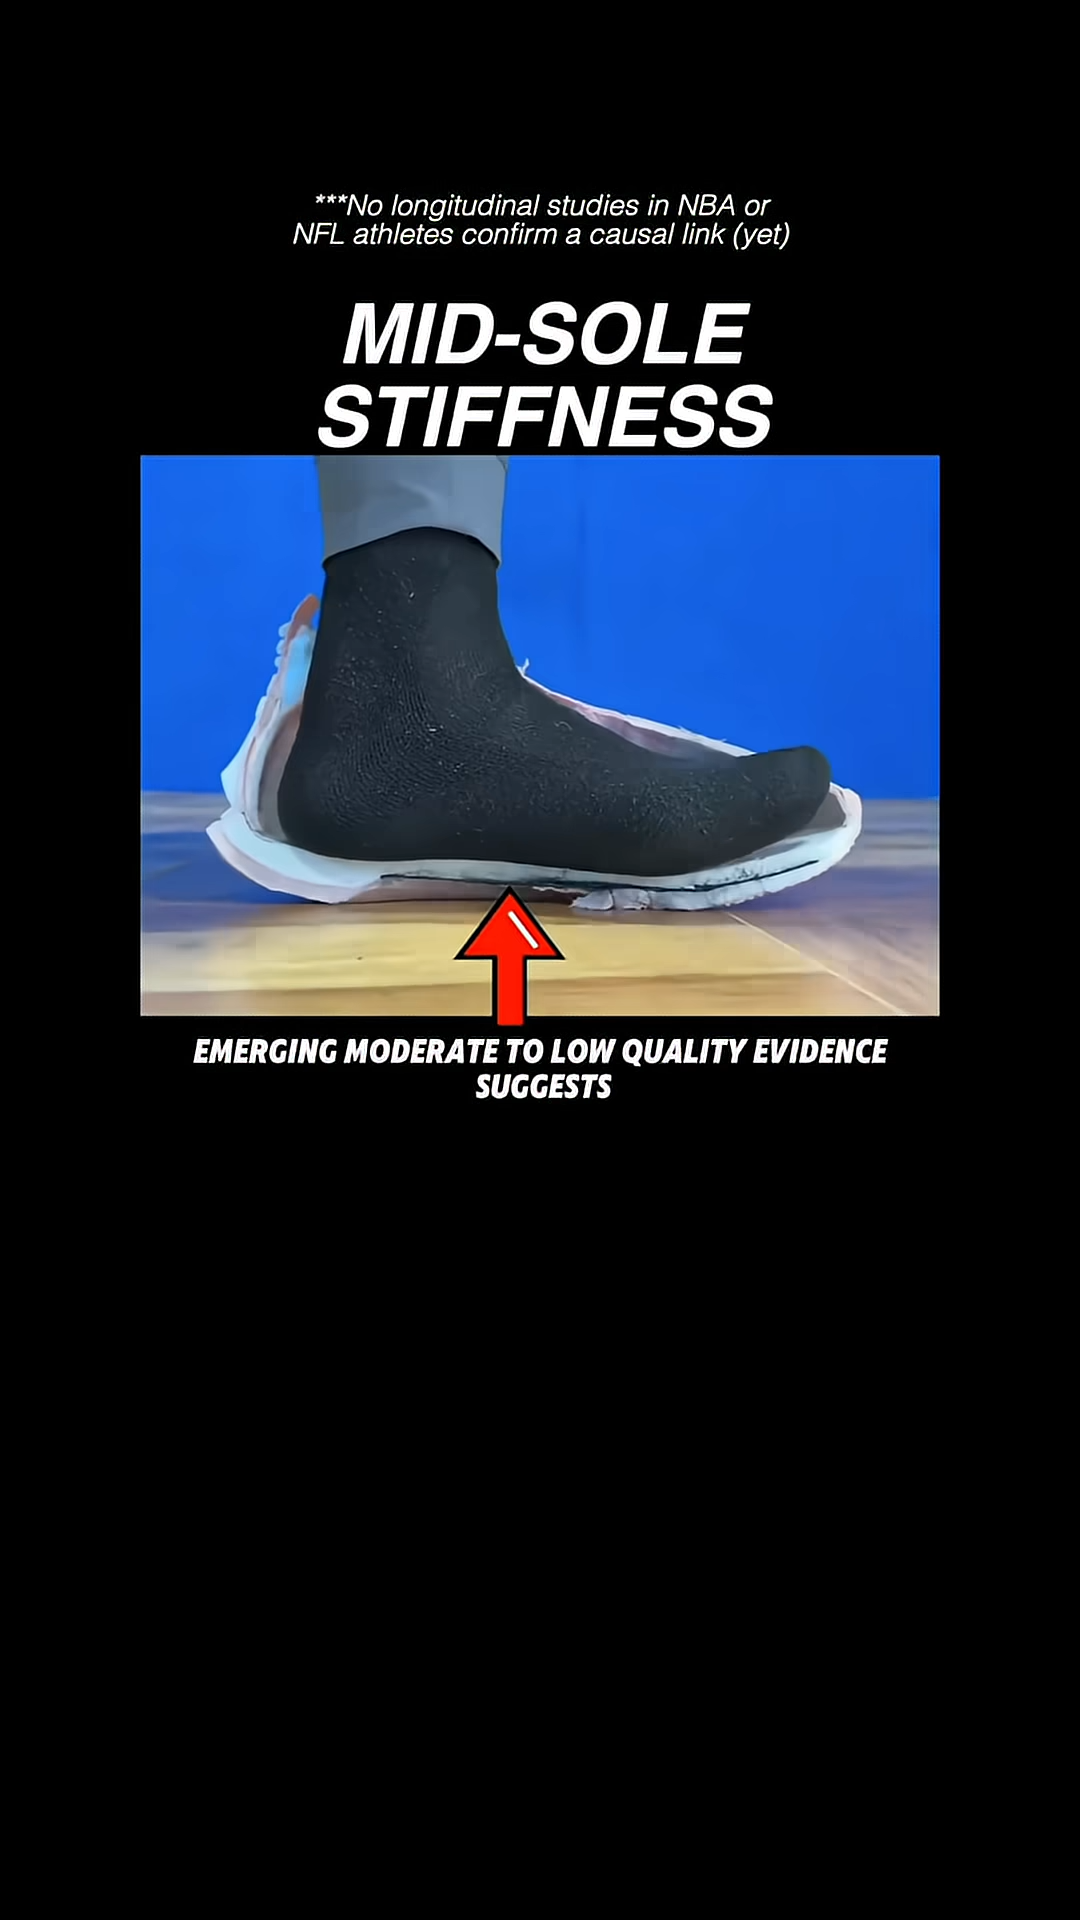 ***No longitudinal studies in NBA or
NFL athletes confirm a causal link (yet)
MID-SOLE
STIFFNESS
EMERGING MODERATE TO LOW QUALITY EVIDENCE
SUGGESTS